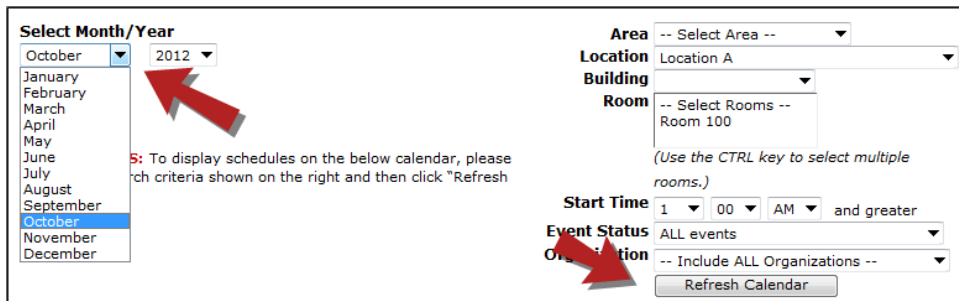 Select Month/Year
October 2012
January
February
March
April
May
June
July
August
September
October
November
December
S: To display schedules on the below calendar, please
rch criteria shown on the right and then click "Refresh
Area -- Select Area --
Location Location A
Building
Room -- Select Rooms --
Room 100
(Use the CTRL key to select multiple
rooms.)
Start Time 1 00 AM and greater
Event Status ALL events
-- Include ALL Organizations --
Refresh Calendar